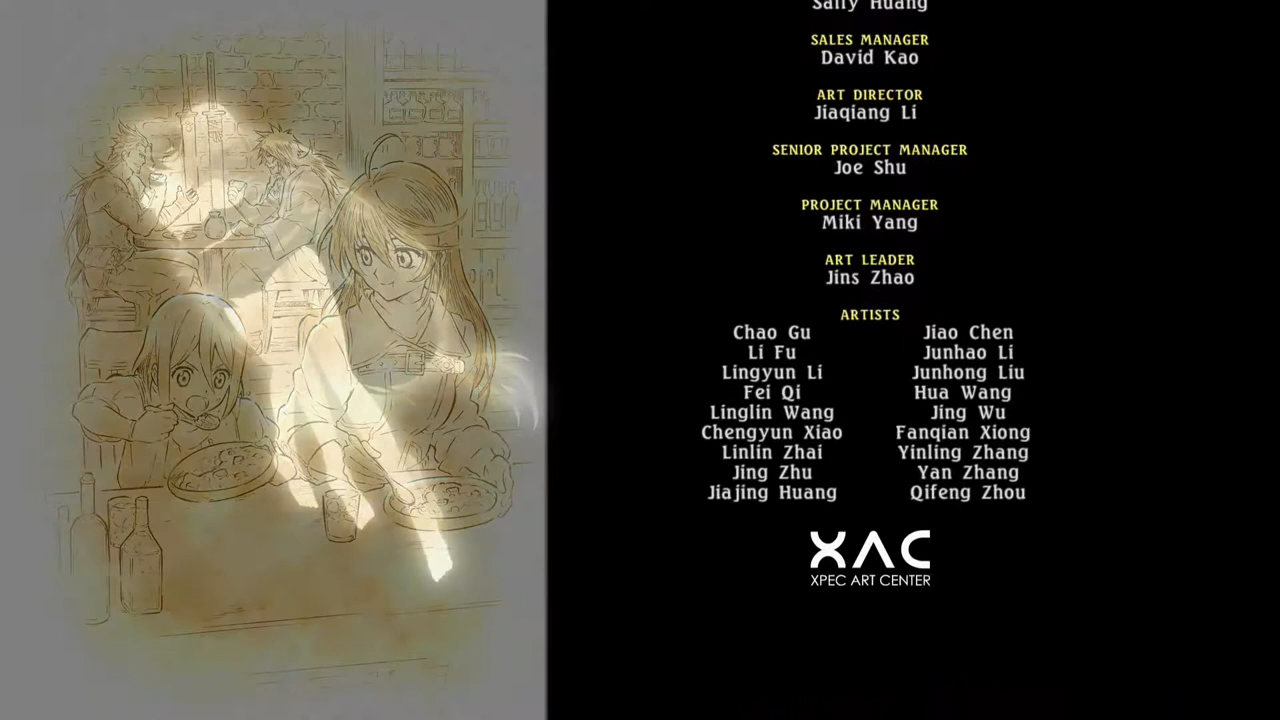 Sally Huang
SALES MANAGER
David Kao
ART DIRECTOR
Jiaqiang Li
SENIOR PROJECT MANAGER
Joe Shu
PROJECT MANAGER
Miki Yang
ART LEADER
Jins Zhao
ARTISTS
Chao Gu Jiao Chen
Li Fu Junhao Li
Lingyun Li Junhong Liu
Fei Qi Hua Wang
Linglin Wang Jing Wu
Chengyun Xiao Fanqian Xiong
Linlin Zhai Yinling Zhang
Jing Zhu Yan Zhang
Jiajing Huang Qifeng Zhou
XAC
XPEC ART CENTER